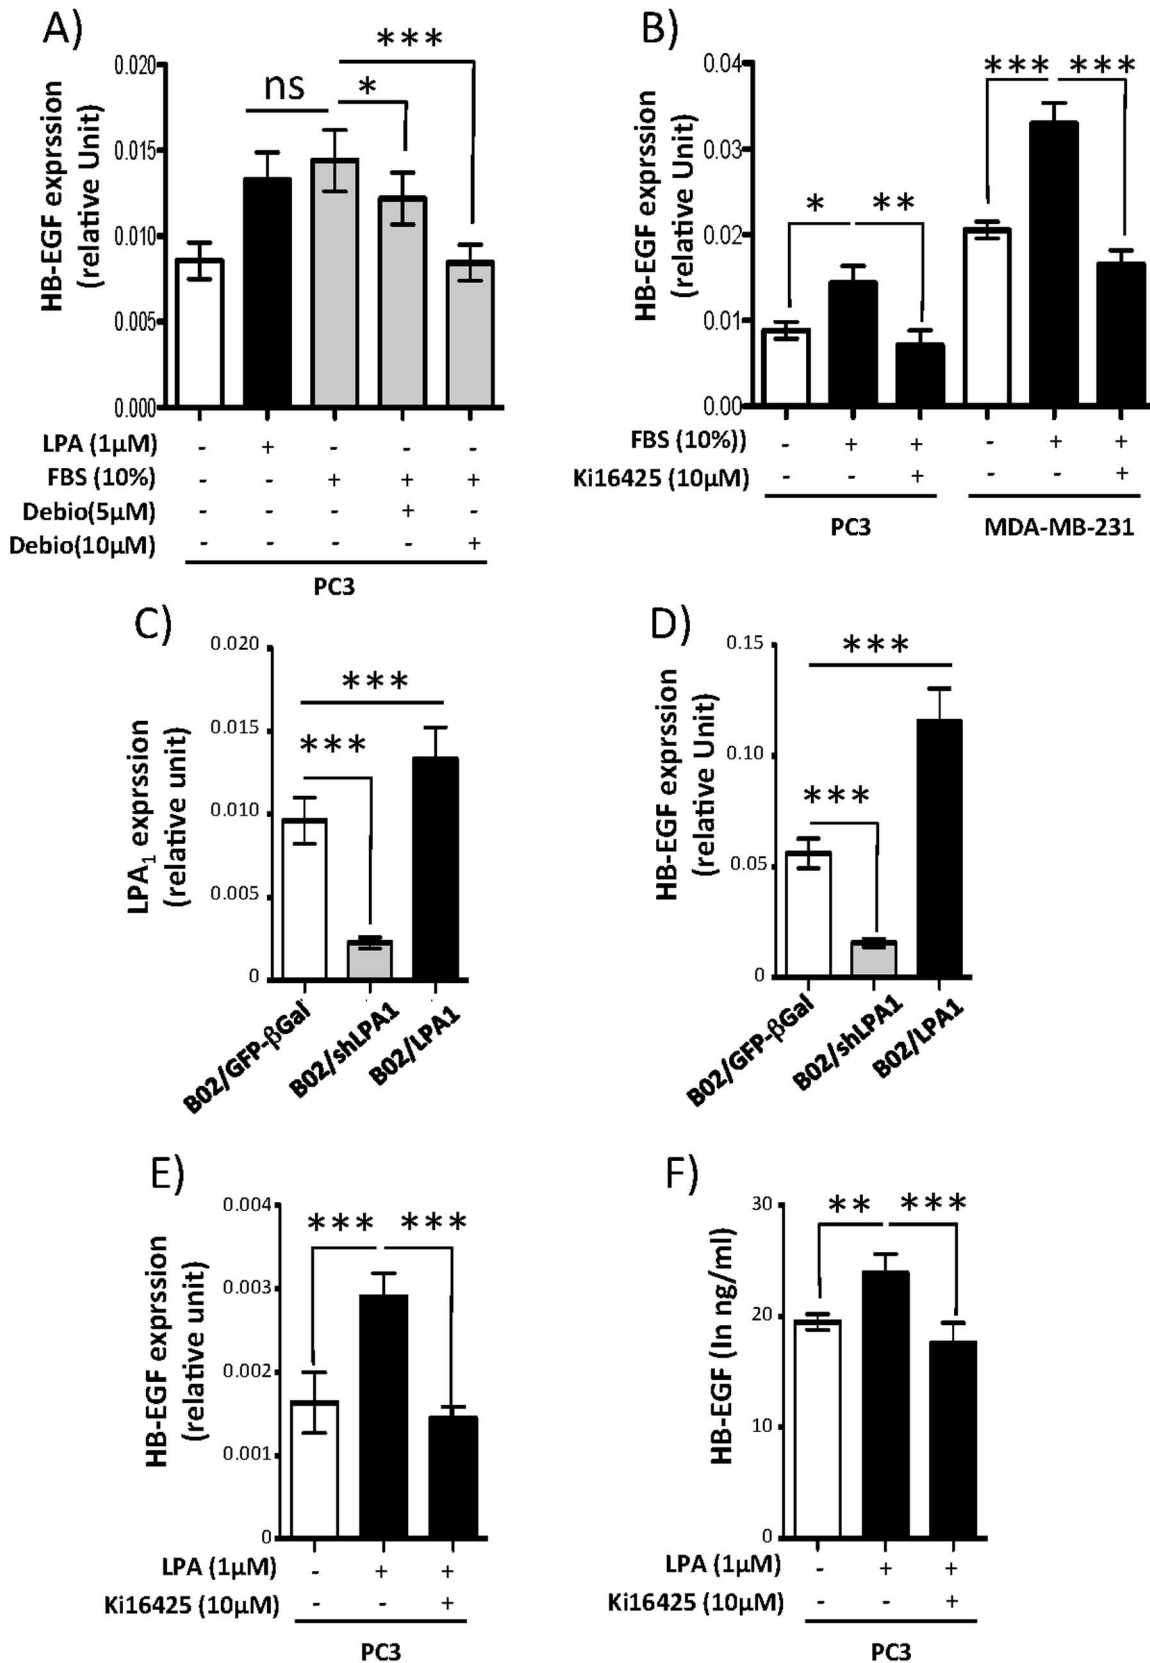 A)
HB-EGF exprssion
(relative Unit)
0.020
0.015
0.010
0.005
0.000
ns
*
***
LPA (1µM) - + - - -
FBS (10%) - - + + +
Debio(5µM) - - - + -
Debio(10µM) - - - - +
PC3
B)
HB-EGF exprssion
(relative Unit)
0.04
0.03
0.02
0.01
0.00
*
**
***
***
FBS (10%)) - + + - + +
Ki16425 (10µM) - - + - - +
PC3
MDA-MB-231
C)
LPA1 exprssion
(relative unit)
0.020
0.015
0.010
0.005
0
***
***
B02/GFP-βGal
B02/shLPA1
B02/LPA1
D)
HB-EGF exprssion
(relative Unit)
0.15
0.10
0.05
0
***
***
B02/GFP-βGal
B02/shLPA1
B02/LPA1
E)
HB-EGF exprssion
(relative unit)
0.004
0.003
0.002
0.001
0
***
***
LPA (1µM) - + +
Ki16425 (10µM) - - +
PC3
F)
HB-EGF (In ng/ml)
30
20
10
0
**
***
LPA (1µM) - + +
Ki16425 (10µM) - - +
PC3